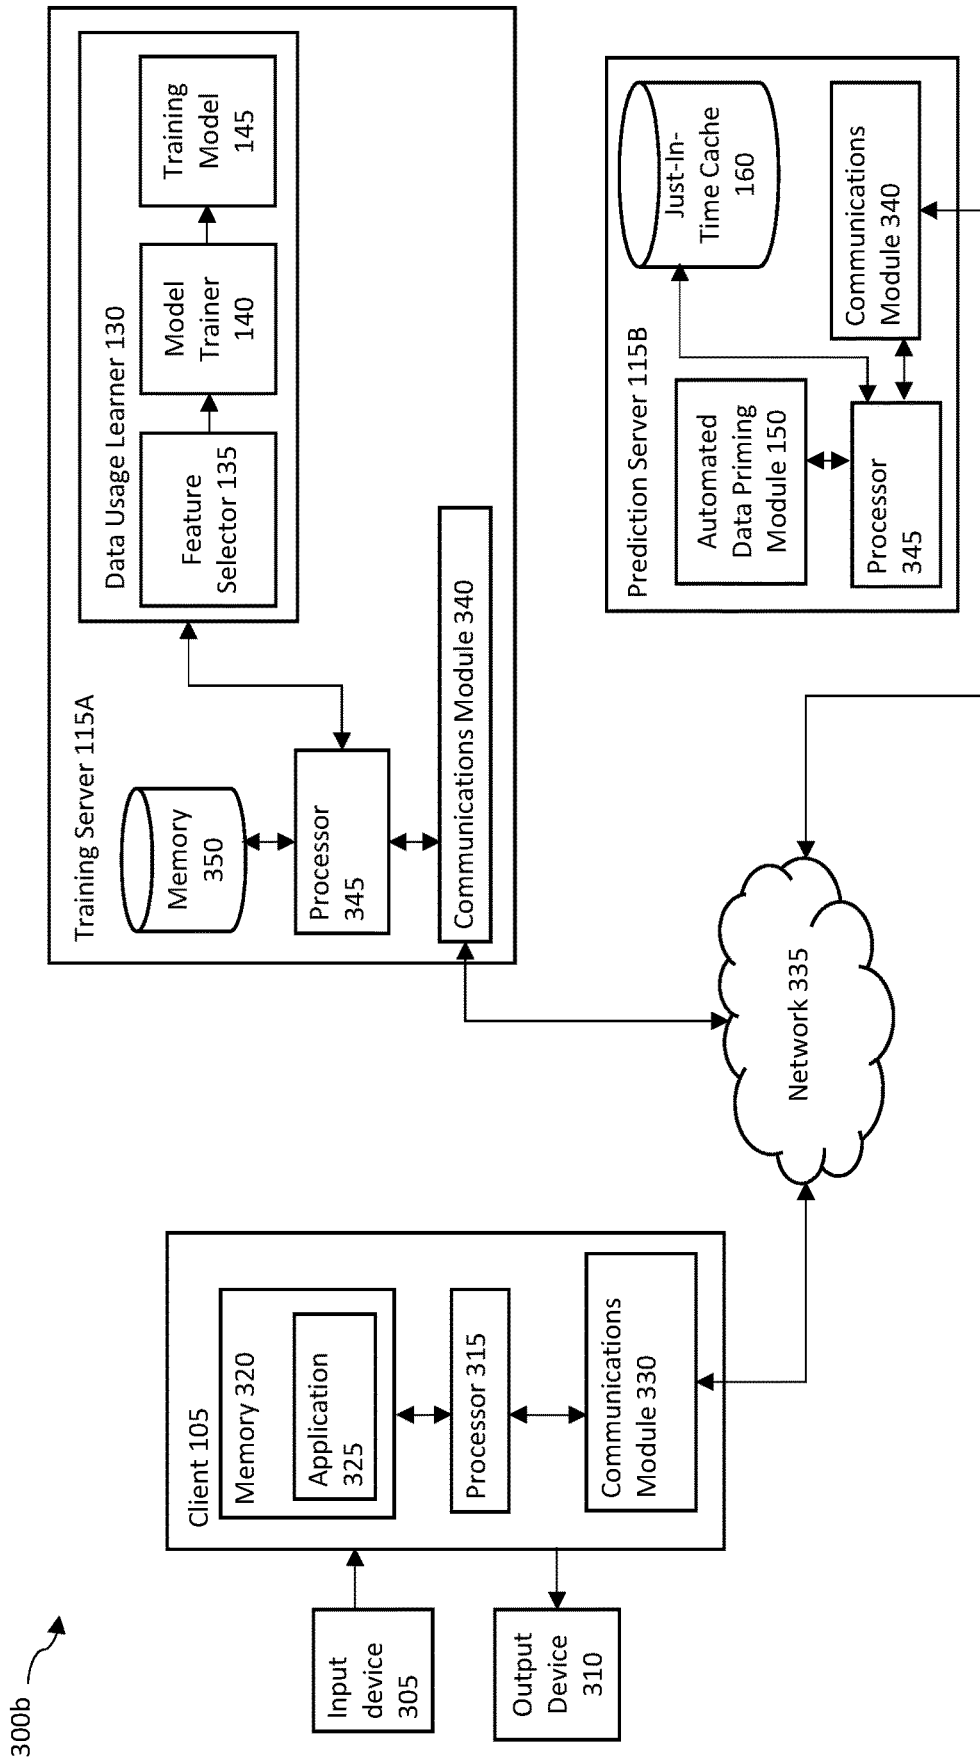 300b
Input
device
305
Output
Device
310
Client 105
Memory 320
Application
325
Processor 315
Communications
Module 330
Network 335
Training Server 115A
Memory
350
Processor
345
Communications Module 340
Data Usage Learner 130
Feature
Selector 135
Model
Trainer
140
Training
Model
145
Prediction Server 115B
Automated
Data Priming
Module 150
Processor
345
Just-In-
Time Cache
160
Communications
Module 340